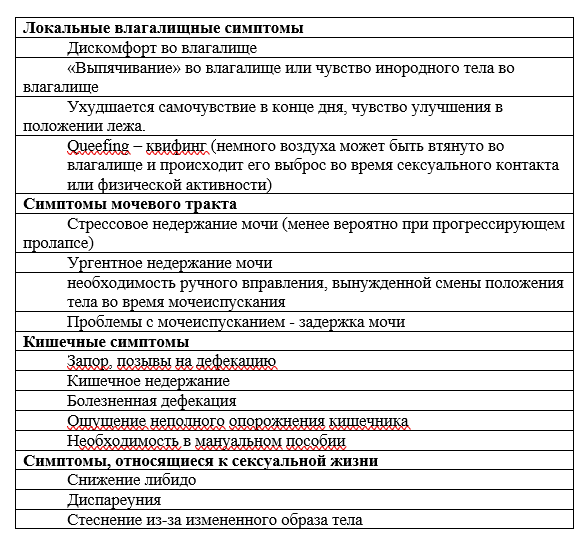 Локальные влагалищные симптомы
Дискомфорт во влагалище
«Выпячивание» во влагалище или чувство инородного тела во
влагалище
Ухудшается самочувствие в конце дня, чувство улучшения в
положении лежа.
Queefing – квифинг (немного воздуха может быть втянуто во
влагалище и происходит его выброс во время сексуального контакта
или физической активности)
Симптомы мочевого тракта
Стрессовое недержание мочи (менее вероятно при прогрессирующем
пролапсе)
Ургентное недержание мочи
необходимость ручного вправления, вынужденной смены положения
тела во время мочеиспускания
Проблемы с мочеиспусканием - задержка мочи
Кишечные симптомы
Запор, позывы на дефекацию
Кишечное недержание
Болезненная дефекация
Ощущение неполного опорожнения кишечника
Необходимость в мануальном пособии
Симптомы, относящиеся к сексуальной жизни
Снижение либидо
Диспареуния
Стеснение из-за измененного образа тела